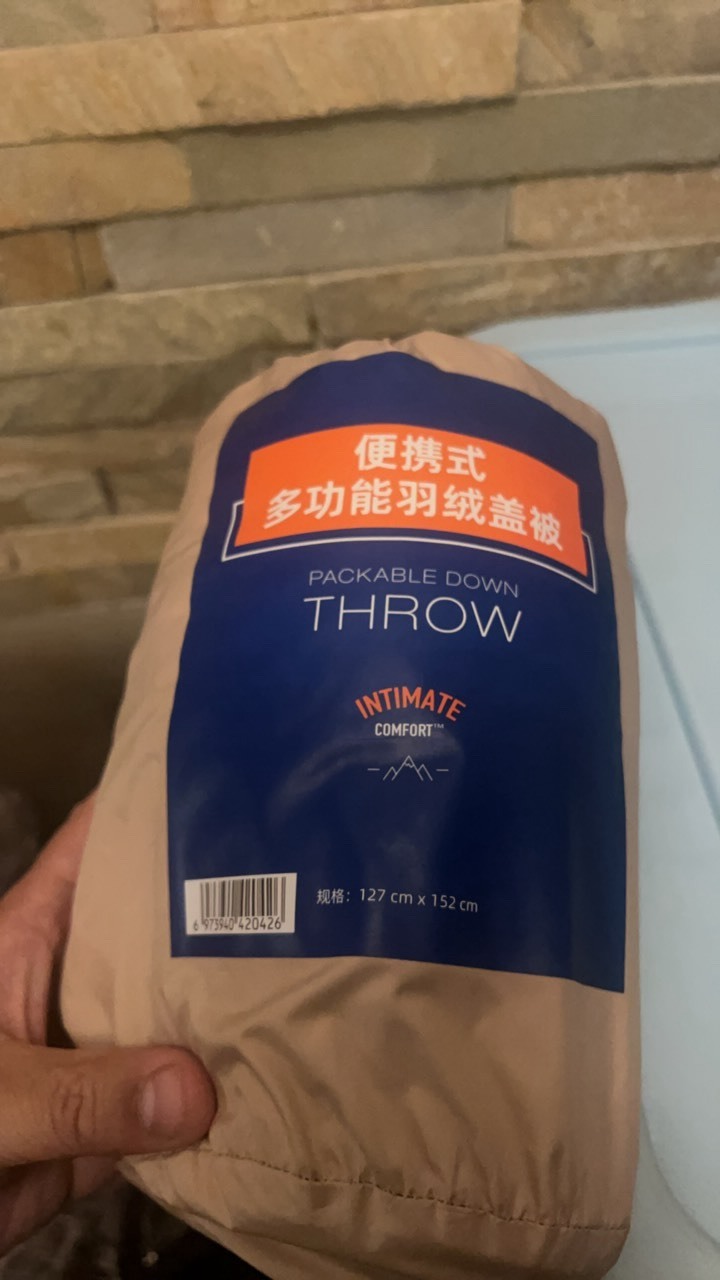 便携式
多功能羽绒盖被
PACKABLE DOWN
THROW
INTIMATE
COMFORT™
6 973940 420426
规格：127 cm x 152 cm